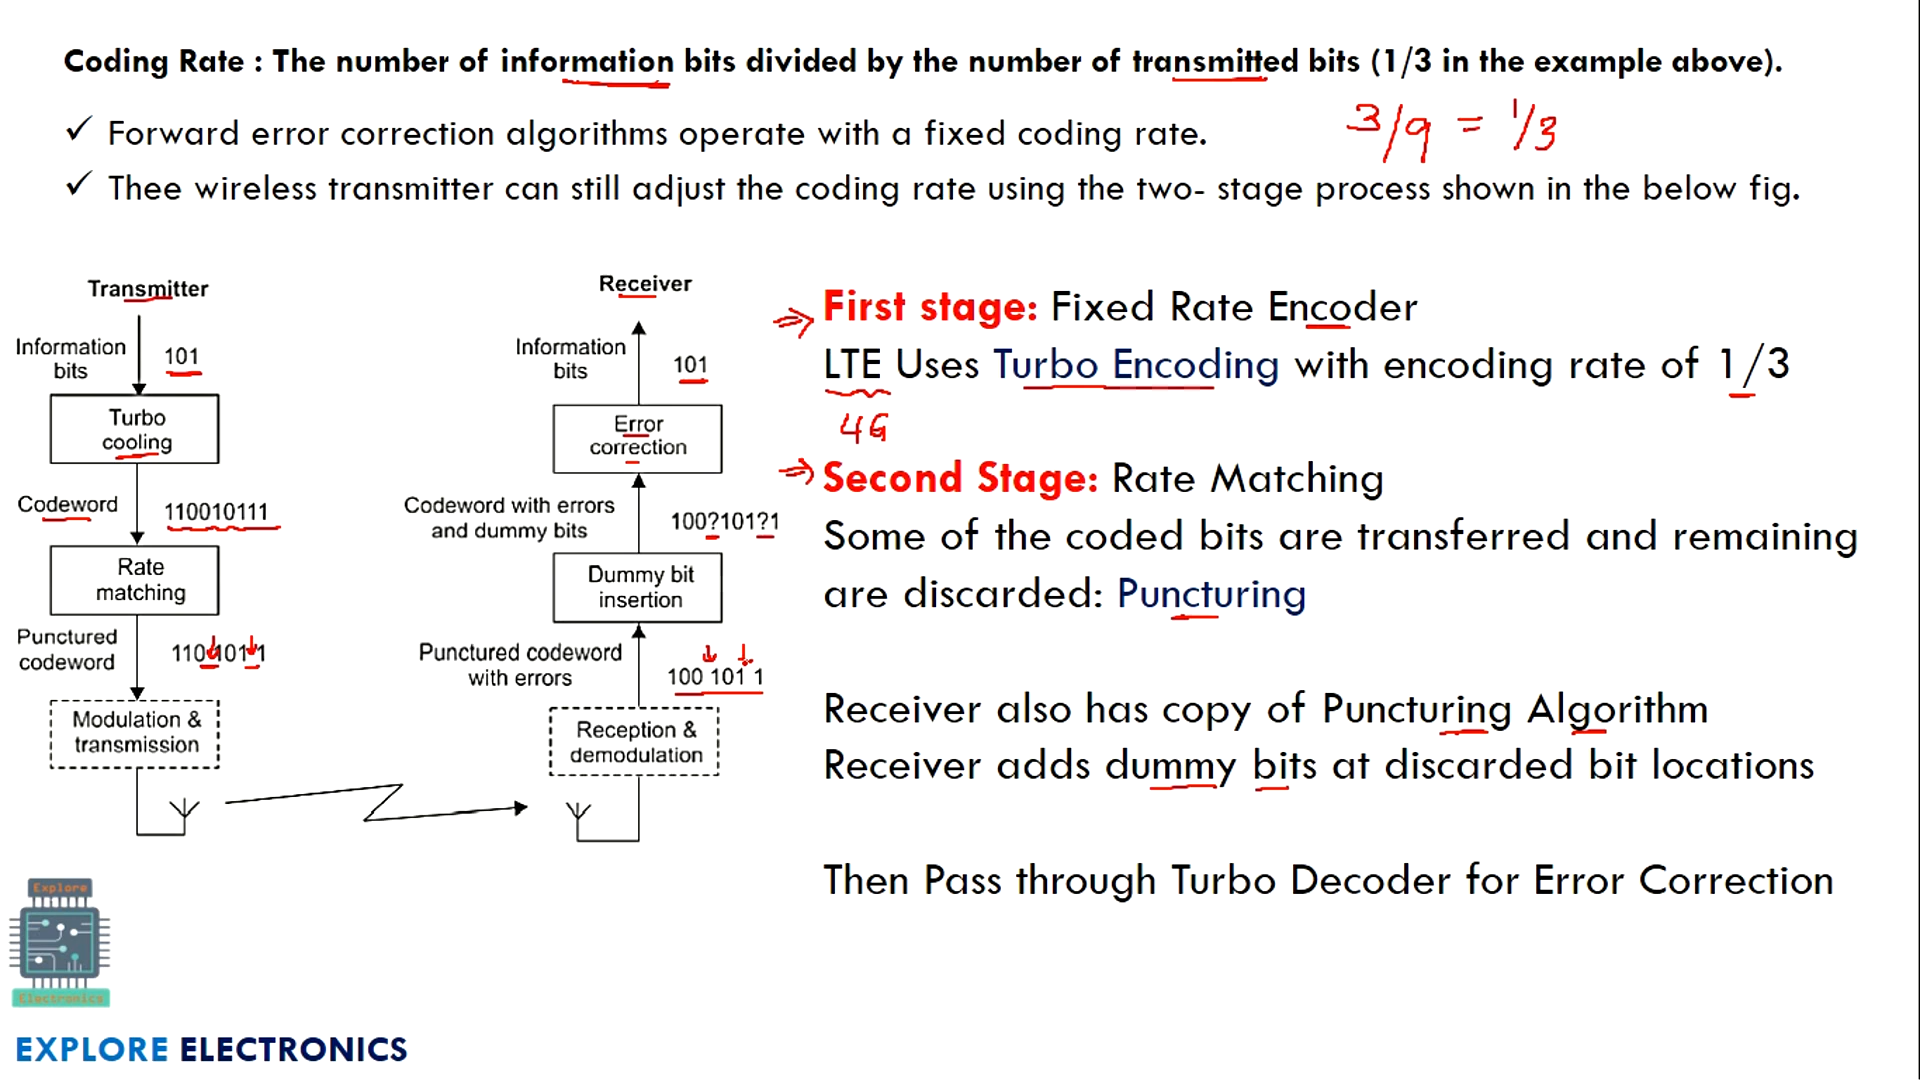 Coding Rate : The number of information bits divided by the number of transmitted bits (1/3 in the example above).
✓ Forward error correction algorithms operate with a fixed coding rate.
3/9 = 1/3
✓ Thee wireless transmitter can still adjust the coding rate using the two- stage process shown in the below fig.
Transmitter
Information
bits
101
Turbo
cooling
Codeword
110010111
Rate
matching
Punctured
codeword
110 101 1
Modulation &
transmission
Receiver
Information
bits
101
Error
correction
Codeword with errors
and dummy bits
100?101?1
Dummy bit
insertion
Punctured codeword
with errors
100 101 1
Reception &
demodulation
First stage: Fixed Rate Encoder
LTE Uses Turbo Encoding with encoding rate of 1/3
4G
Second Stage: Rate Matching
Some of the coded bits are transferred and remaining
are discarded: Puncturing
Receiver also has copy of Puncturing Algorithm
Receiver adds dummy bits at discarded bit locations
Then Pass through Turbo Decoder for Error Correction
Explore
Electronics
EXPLORE ELECTRONICS